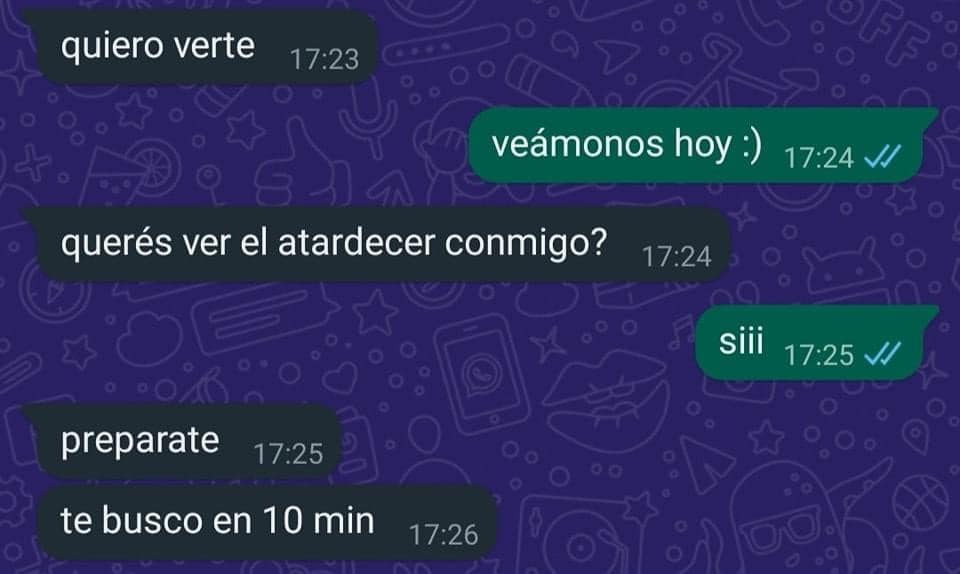 quiero verte 17:23
veámonos hoy :) 17:24
querés ver el atardecer conmigo? 17:24
siii 17:25
preparate 17:25
te busco en 10 min 17:26